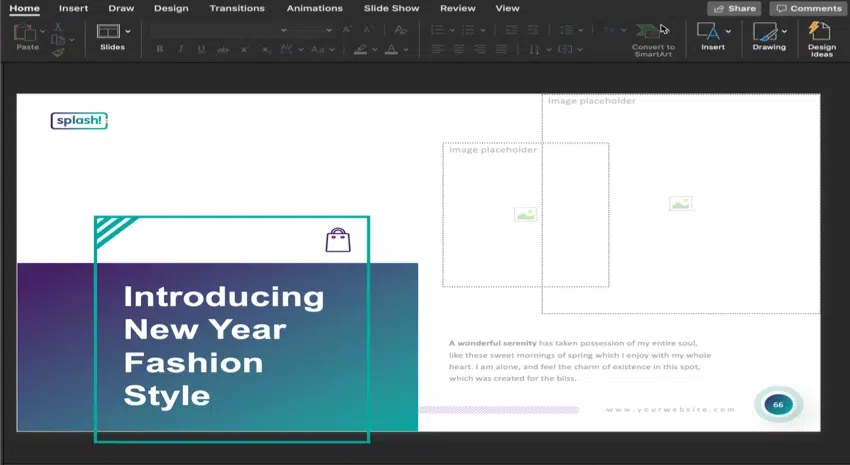 Home Insert Draw Design Transitions Animations Slide Show Review View Share Comments
Paste Slides Convert to SmartArt Insert Drawing Design Ideas
B I U
splash!
Image placeholder
Image placeholder
Introducing
New Year
Fashion
Style
A wonderful serenity has taken possession of my entire soul,
like these sweet mornings of spring which I enjoy with my whole
heart. I am alone, and feel the charm of existence in this spot,
which was created for the bliss.
www.yourwebsite.com
66